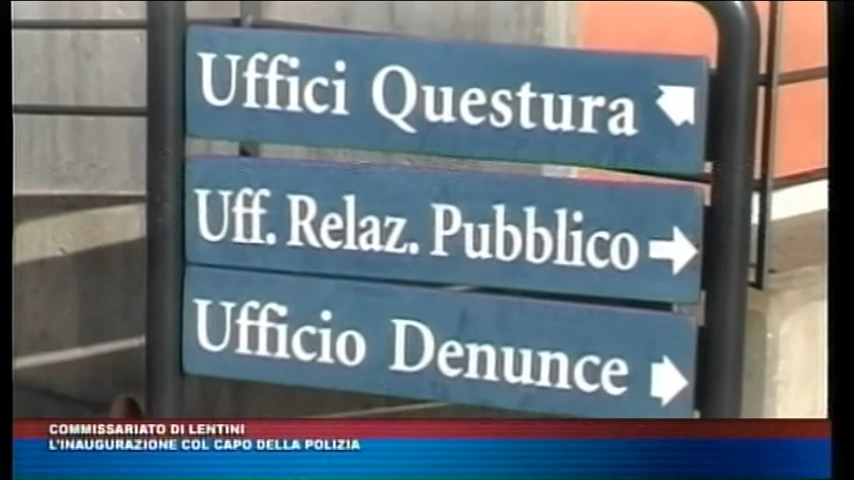 Uffici Questura
Uff. Relaz. Pubblico
Ufficio Denunce
COMMISSARIATO DI LENTINI
L'INAUGURAZIONE COL CAPO DELLA POLIZIA